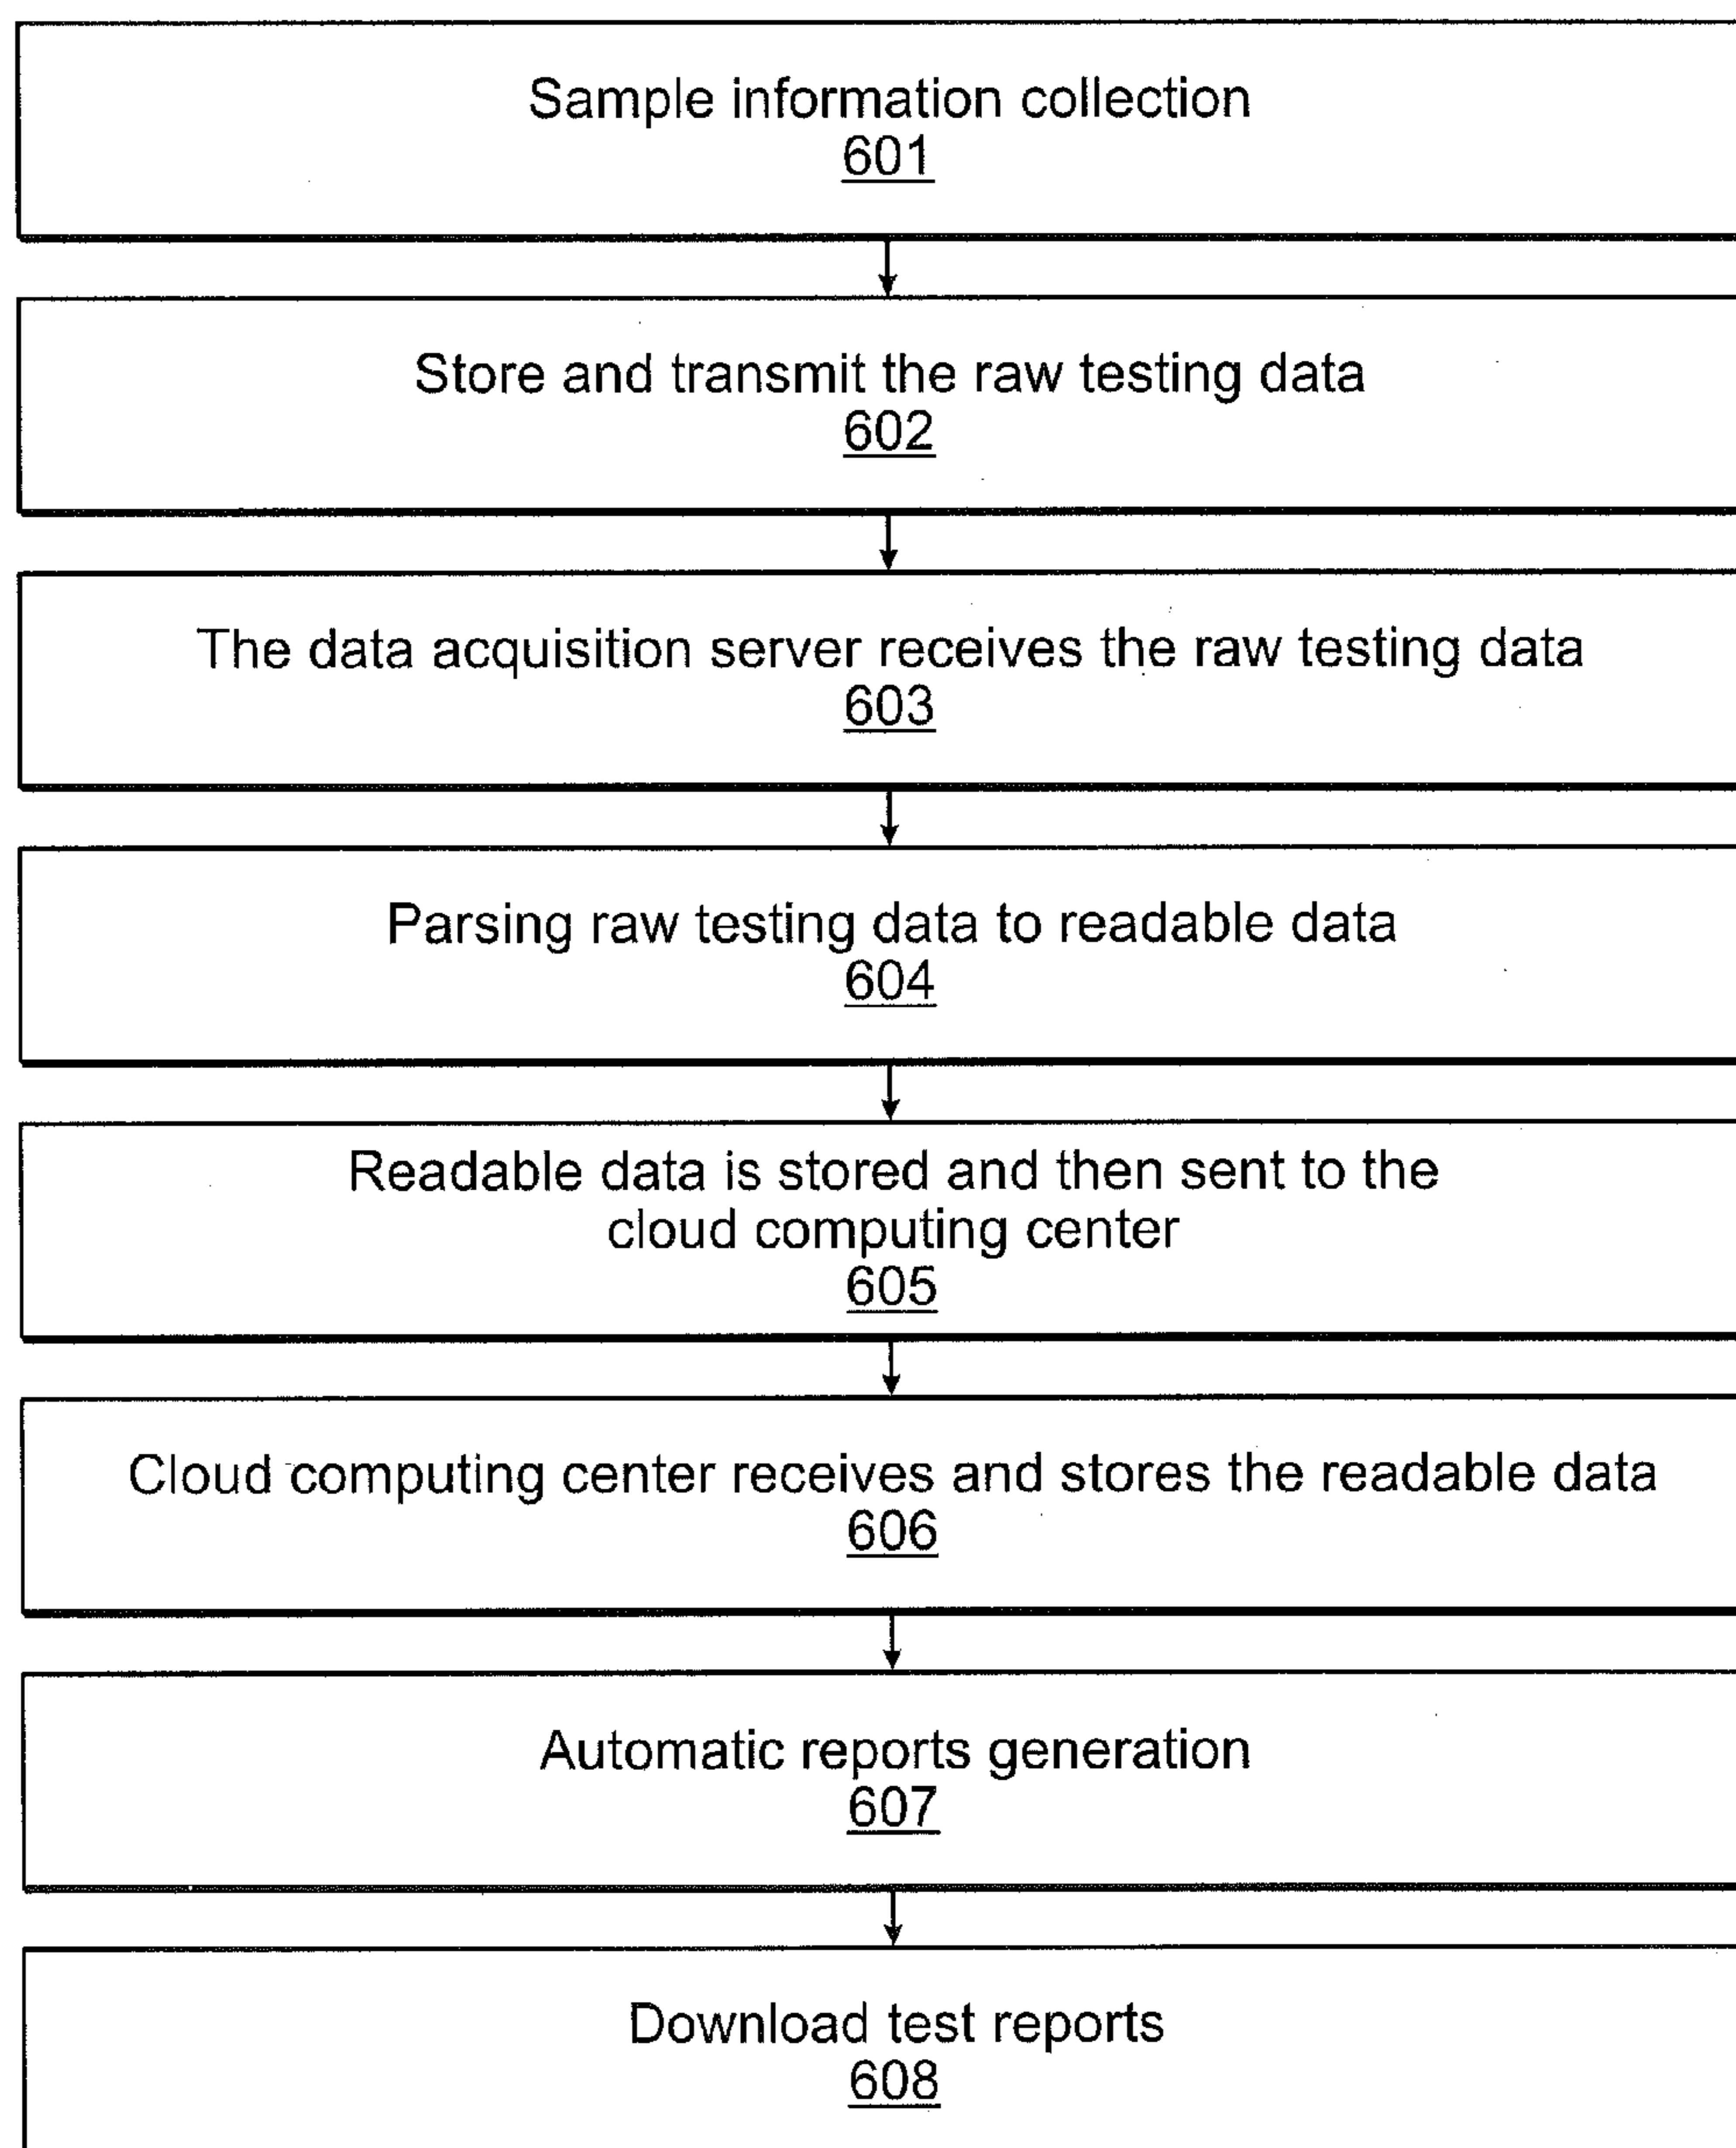 Sample information collection
601
Store and transmit the raw testing data
602
The data acquisition server receives the raw testing data
603
Parsing raw testing data to readable data
604
Readable data is stored and then sent to the
cloud computing center
605
Cloud computing center receives and stores the readable data
606
Automatic reports generation
607
Download test reports
608